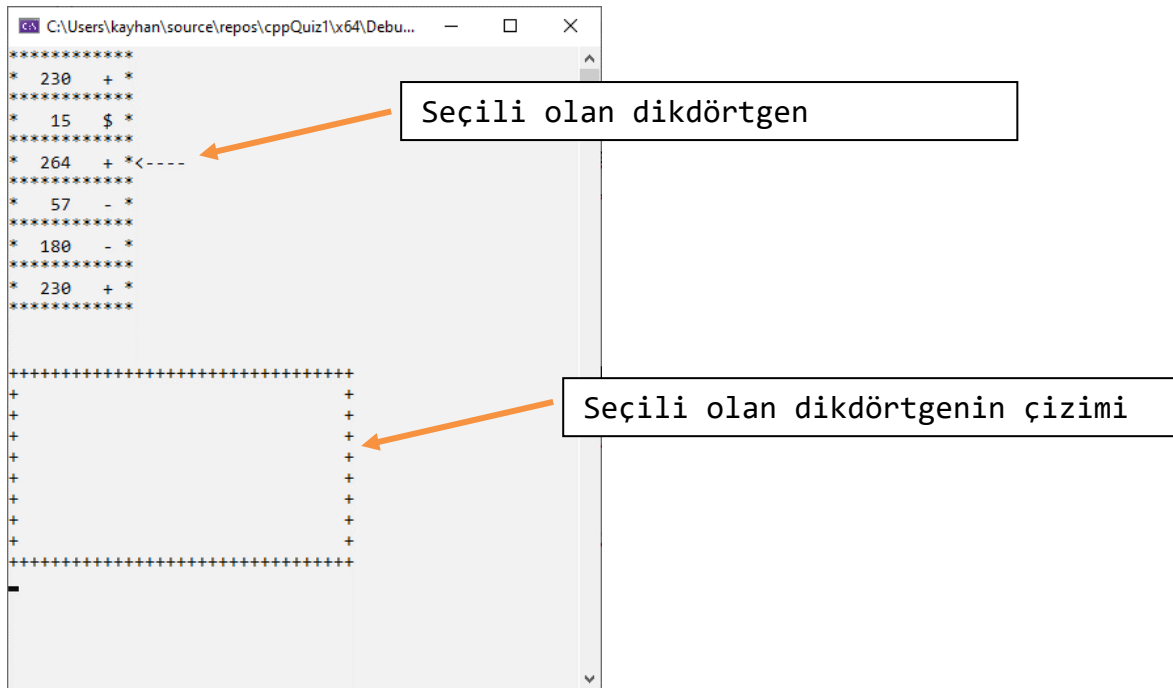 C:\Users\kayhan\source\repos\cppQuiz1\x64\Debu...
************
*  230   + *
************
*   15   $ *
************
*  264   + *<----
************
*   57   - *
************
*  180   - *
************
*  230   + *
************
Seçili olan dikdörtgen
+++++++++++++++++++++++++++++++++
+                               +
+                               +
+                               +
+                               +
+                               +
+                               +
+                               +
+                               +
+++++++++++++++++++++++++++++++++
Seçili olan dikdörtgenin çizimi